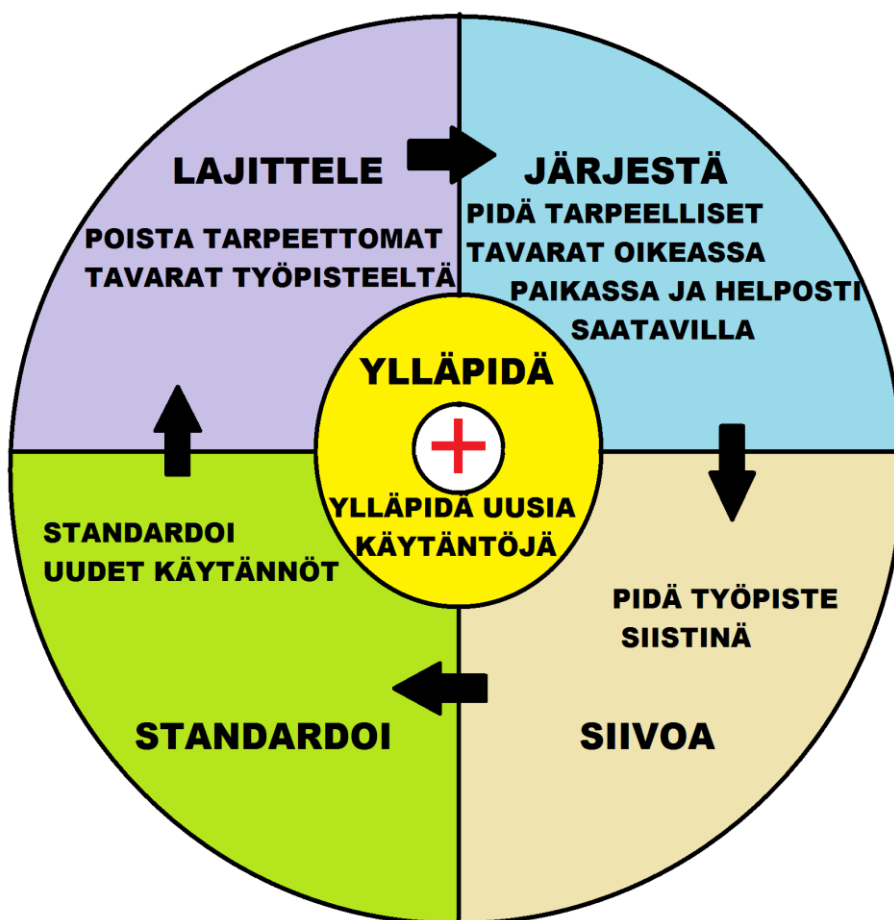 LAJITTELE
POISTA TARPEETTOMAT
TAVARAT TYÖPISTEELTÄ
JÄRJESTÄ
PIDÄ TARPEELLISET
TAVARAT OIKEASSA
PAIKASSA JA HELPOSTI
SAATAVILLA
YLLÄPIDÄ
YLLÄPIDÄ UUSIA
KÄYTÄNTÖJÄ
PIDÄ TYÖPISTE
SIISTINÄ
SIIVOA
STANDARDOI
UUDET KÄYTÄNNÖT
STANDARDOI